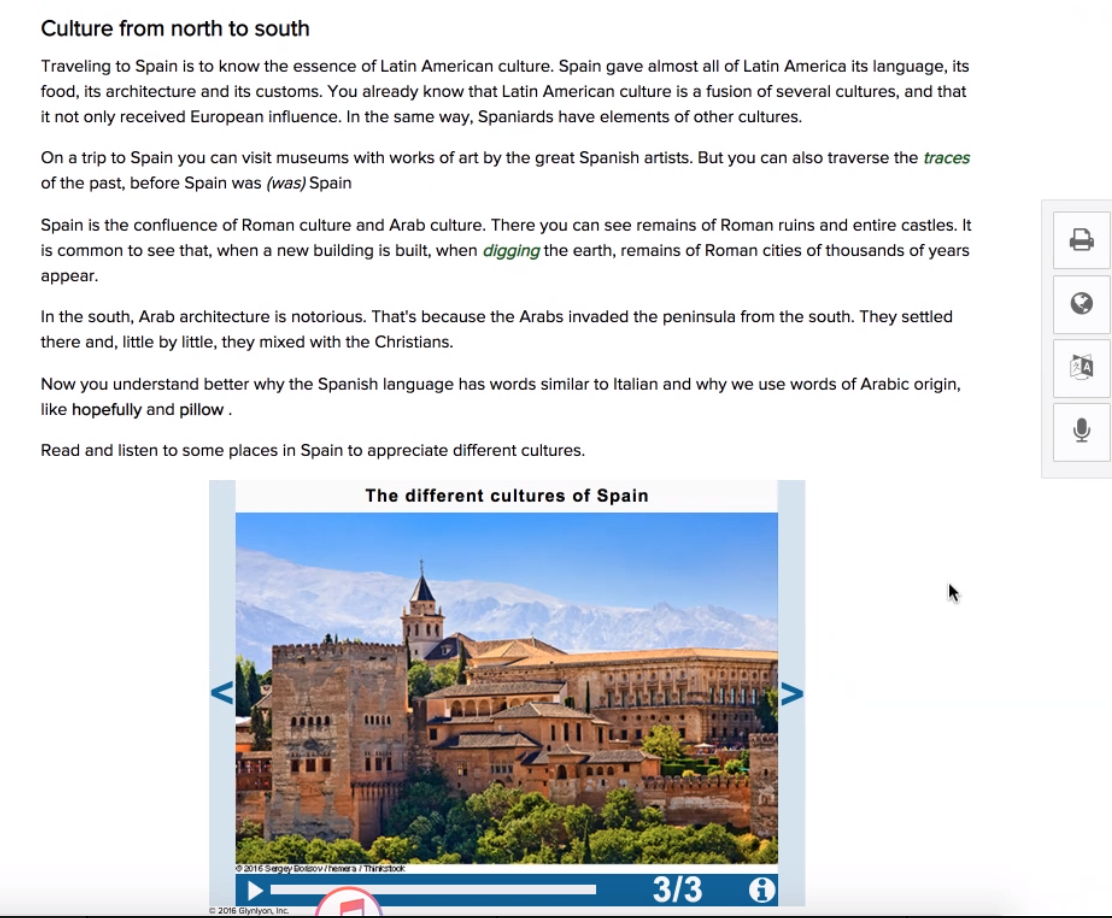 Culture from north to south
Traveling to Spain is to know the essence of Latin American culture. Spain gave almost all of Latin America its language, its
food, its architecture and its customs. You already know that Latin American culture is a fusion of several cultures, and that
it not only received European influence. In the same way, Spaniards have elements of other cultures.
On a trip to Spain you can visit museums with works of art by the great Spanish artists. But you can also traverse the traces
of the past, before Spain was (was) Spain
Spain is the confluence of Roman culture and Arab culture. There you can see remains of Roman ruins and entire castles. It
is common to see that, when a new building is built, when digging the earth, remains of Roman cities of thousands of years
appear.
In the south, Arab architecture is notorious. That's because the Arabs invaded the peninsula from the south. They settled
there and, little by little, they mixed with the Christians.
Now you understand better why the Spanish language has words similar to Italian and why we use words of Arabic origin,
like hopefully and pillow .
Read and listen to some places in Spain to appreciate different cultures.
The different cultures of Spain
© 2016 Sergey Borisov / hemera / Thinkstock
3/3
© 2016 Glynlyon, Inc.